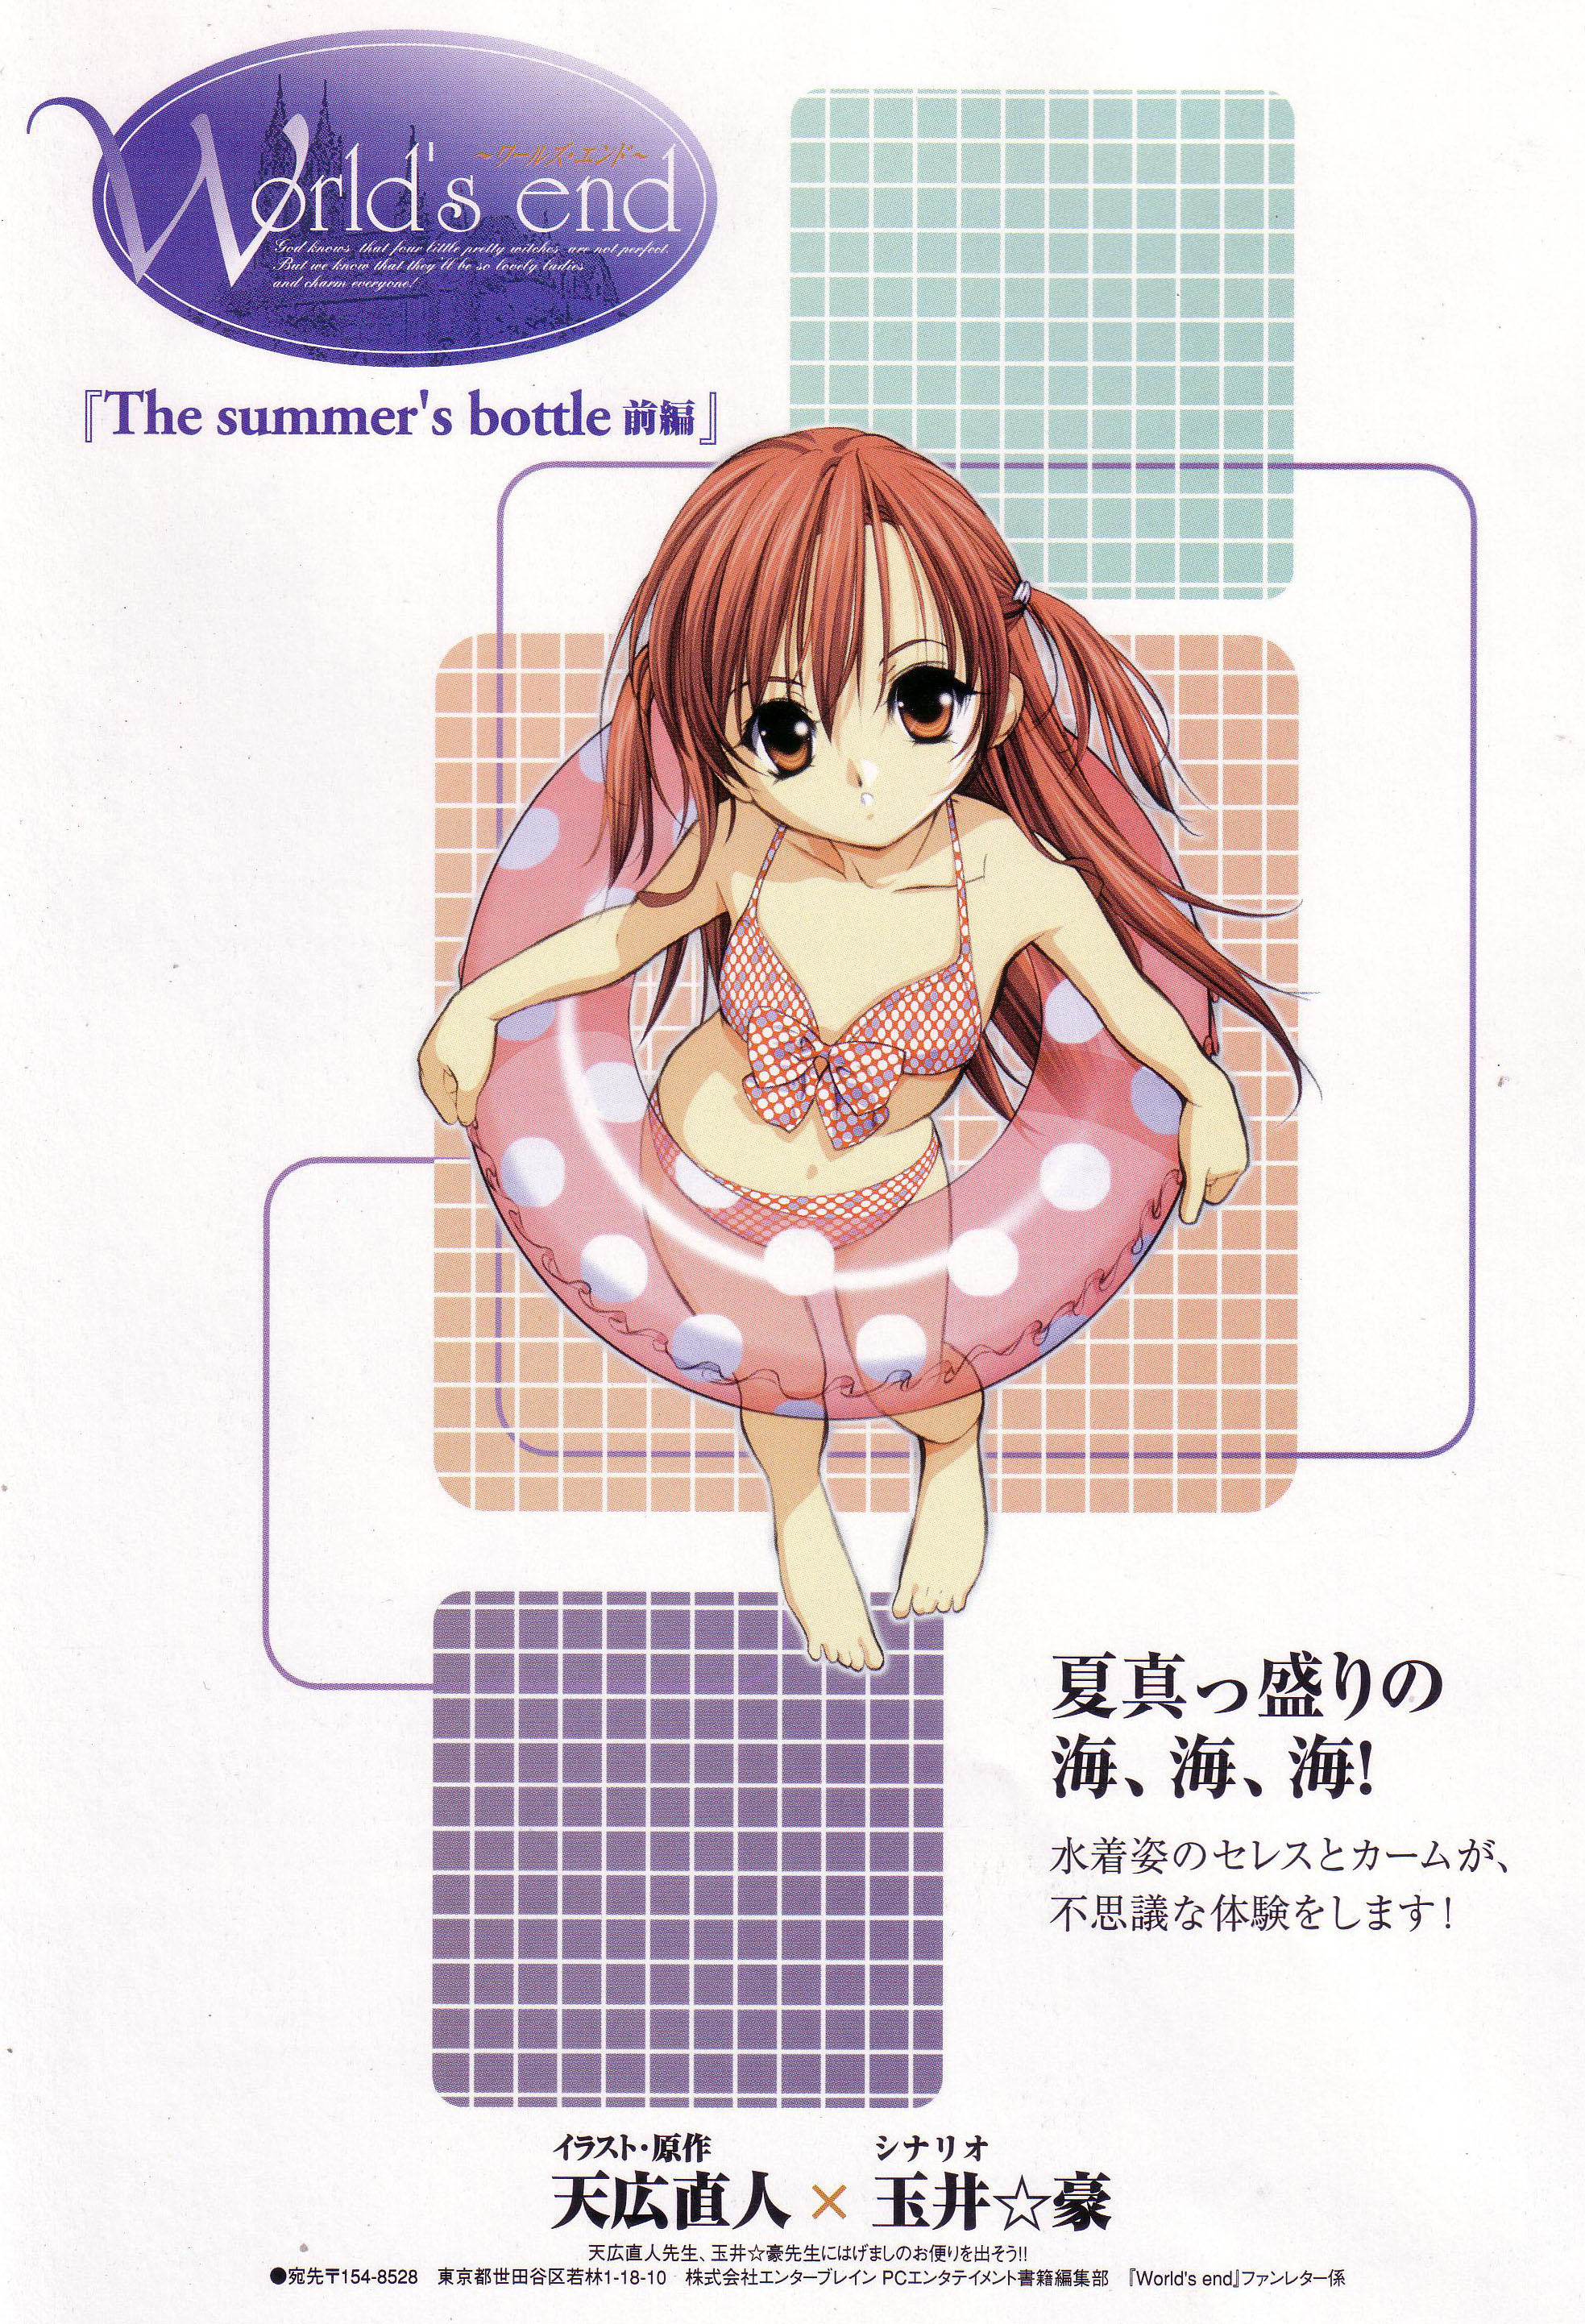 World's end
～ワールズ・エンド～
God knows, that four little pretty witches are not perfect.
But we know that they'll be so lovely ladies
and charm everyone!
『The summer's bottle 前編』
夏真っ盛りの
海、海、海!
水着姿のセレスとカームが、
不思議な体験をします!
イラスト・原作 シナリオ
天広直人×玉井☆豪
天広直人先生、玉井☆豪先生にはげましのお便りを出そう!!
●宛先〒154-8528 東京都世田谷区若林1-18-10 株式会社エンターブレイン PCエンタテイメント書籍編集部 『World's end』ファンレター係